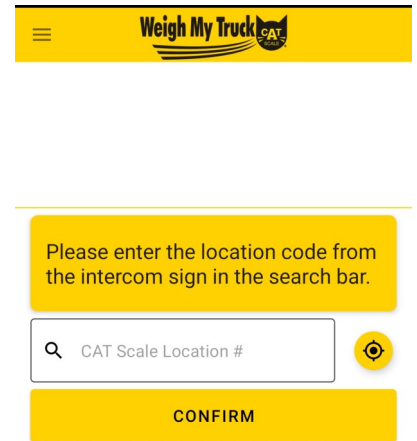 Weigh My Truck CAT
SCALE
Please enter the location code from
the intercom sign in the search bar.
CAT Scale Location #
CONFIRM